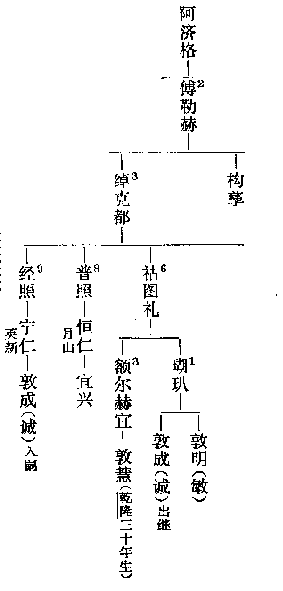 阿济格
傅勒赫²
绰克都³
构孳
经照⁹
宁仁
英新
敦成(诚)入嗣
普照⁸
恒仁
月山
宜兴
祜图礼⁶
额尔赫宜³
敦慧(乾隆三十年生)
瑚玐¹
敦成(诚)出继
敦明(敏)